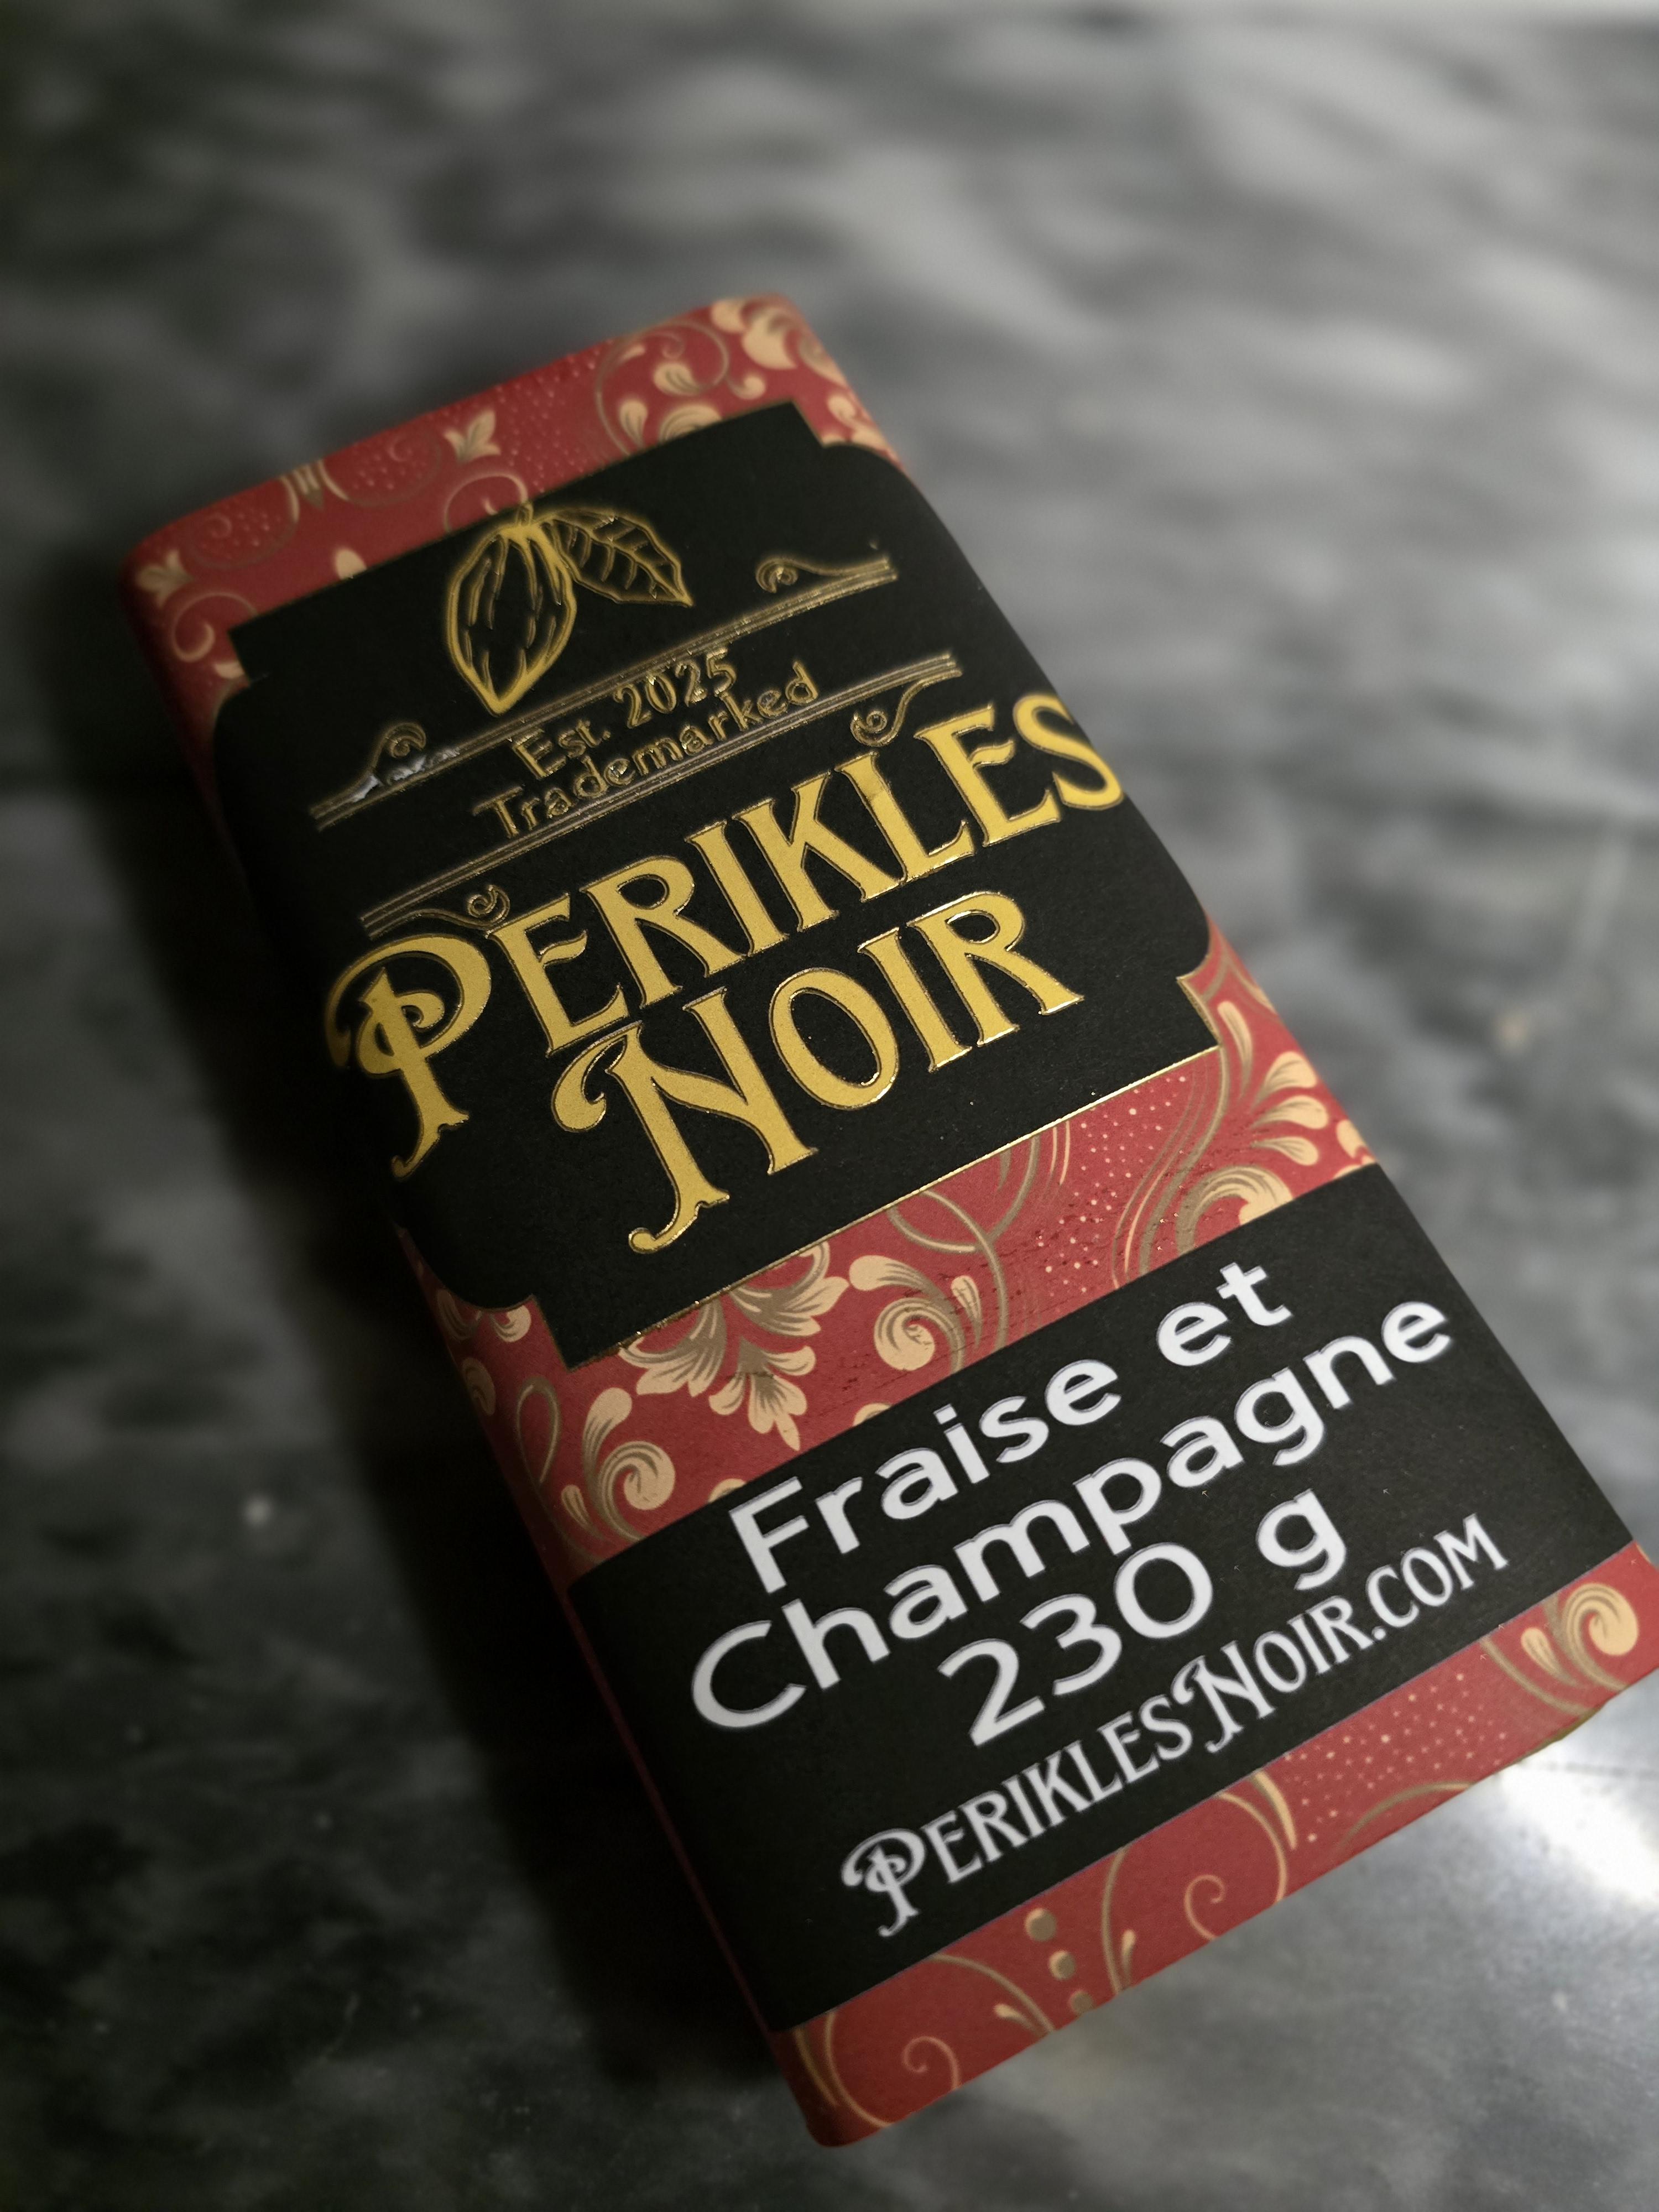 Est. 2025
Trademarked
PERIKLES
NOIR
Fraise et
Champagne
230 g
PERIKLESNOIR.COM